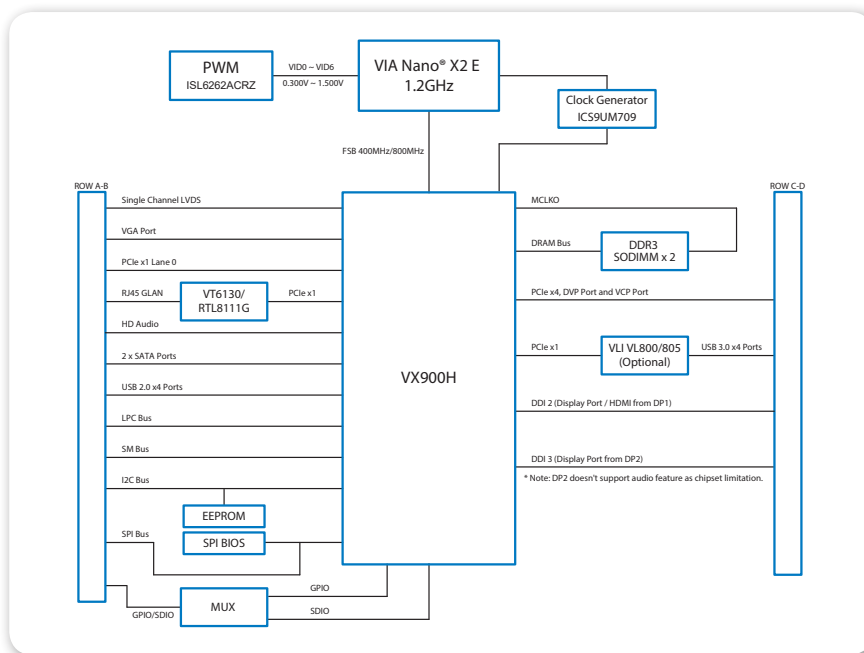 PWM
ISL6262ACRZ
VID0 ~ VID6
0.300V ~ 1.500V
VIA Nano® X2 E
1.2GHz
Clock Generator
ICS9UM709
FSB 400MHz/800MHz
ROW A-B
ROW C-D
Single Channel LVDS
VGA Port
PCIe x1 Lane 0
RJ45 GLAN
VT6130/
RTL8111G
PCIe x1
HD Audio
2 x SATA Ports
USB 2.0 x4 Ports
LPC Bus
SM Bus
I2C Bus
EEPROM
SPI Bus
SPI BIOS
GPIO/SDIO
MUX
GPIO
SDIO
VX900H
MCLKO
DRAM Bus
DDR3
SODIMM x 2
PCIe x4, DVP Port and VCP Port
PCIe x1
VLI VL800/805
(Optional)
USB 3.0 x4 Ports
DDI 2 (Display Port / HDMI from DP1)
DDI 3 (Display Port from DP2)
* Note: DP2 doesn't support audio feature as chipset limitation.